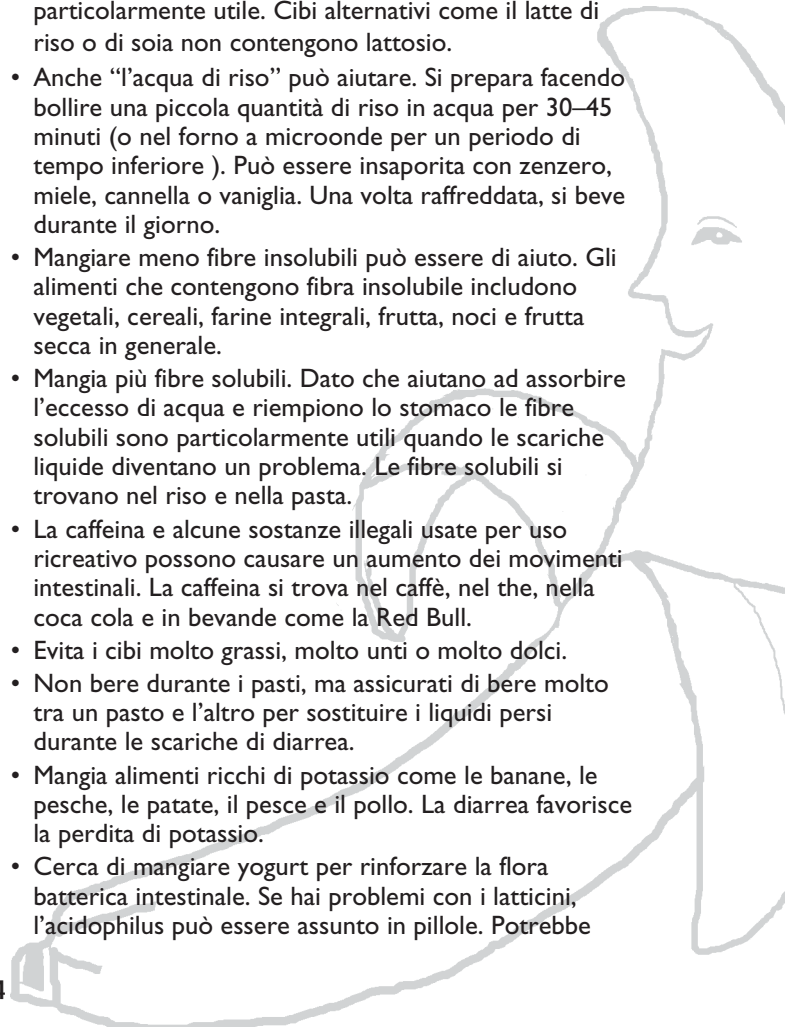 particolarmente utile. Cibi alternativi come il latte di
riso o di soia non contengono lattosio.
• Anche “l’acqua di riso” può aiutare. Si prepara facendo
bollire una piccola quantità di riso in acqua per 30–45
minuti (o nel forno a microonde per un periodo di
tempo inferiore ). Può essere insaporita con zenzero,
miele, cannella o vaniglia. Una volta raffreddata, si beve
durante il giorno.
• Mangiare meno fibre insolubili può essere di aiuto. Gli
alimenti che contengono fibra insolubile includono
vegetali, cereali, farine integrali, frutta, noci e frutta
secca in generale.
• Mangia più fibre solubili. Dato che aiutano ad assorbire
l’eccesso di acqua e riempiono lo stomaco le fibre
solubili sono particolarmente utili quando le scariche
liquide diventano un problema. Le fibre solubili si
trovano nel riso e nella pasta.
• La caffeina e alcune sostanze illegali usate per uso
ricreativo possono causare un aumento dei movimenti
intestinali. La caffeina si trova nel caffè, nel the, nella
coca cola e in bevande come la Red Bull.
• Evita i cibi molto grassi, molto unti o molto dolci.
• Non bere durante i pasti, ma assicurati di bere molto
tra un pasto e l’altro per sostituire i liquidi persi
durante le scariche di diarrea.
• Mangia alimenti ricchi di potassio come le banane, le
pesche, le patate, il pesce e il pollo. La diarrea favorisce
la perdita di potassio.
• Cerca di mangiare yogurt per rinforzare la flora
batterica intestinale. Se hai problemi con i latticini,
l’acidophilus può essere assunto in pillole. Potrebbe